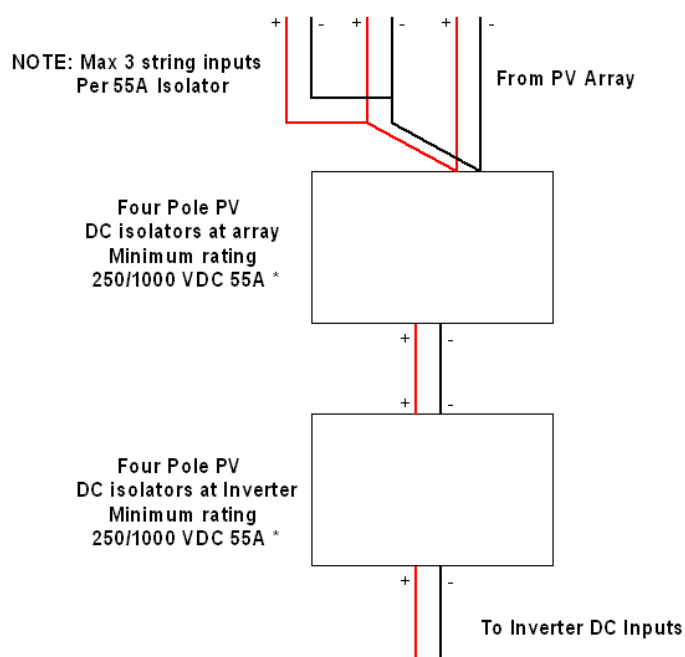 + - + - + -
NOTE: Max 3 string inputs
Per 55A Isolator
From PV Array
Four Pole PV
DC isolators at array
Minimum rating
250/1000 VDC 55A *
+ -
+ -
Four Pole PV
DC isolators at Inverter
Minimum rating
250/1000 VDC 55A *
+ -
To Inverter DC Inputs